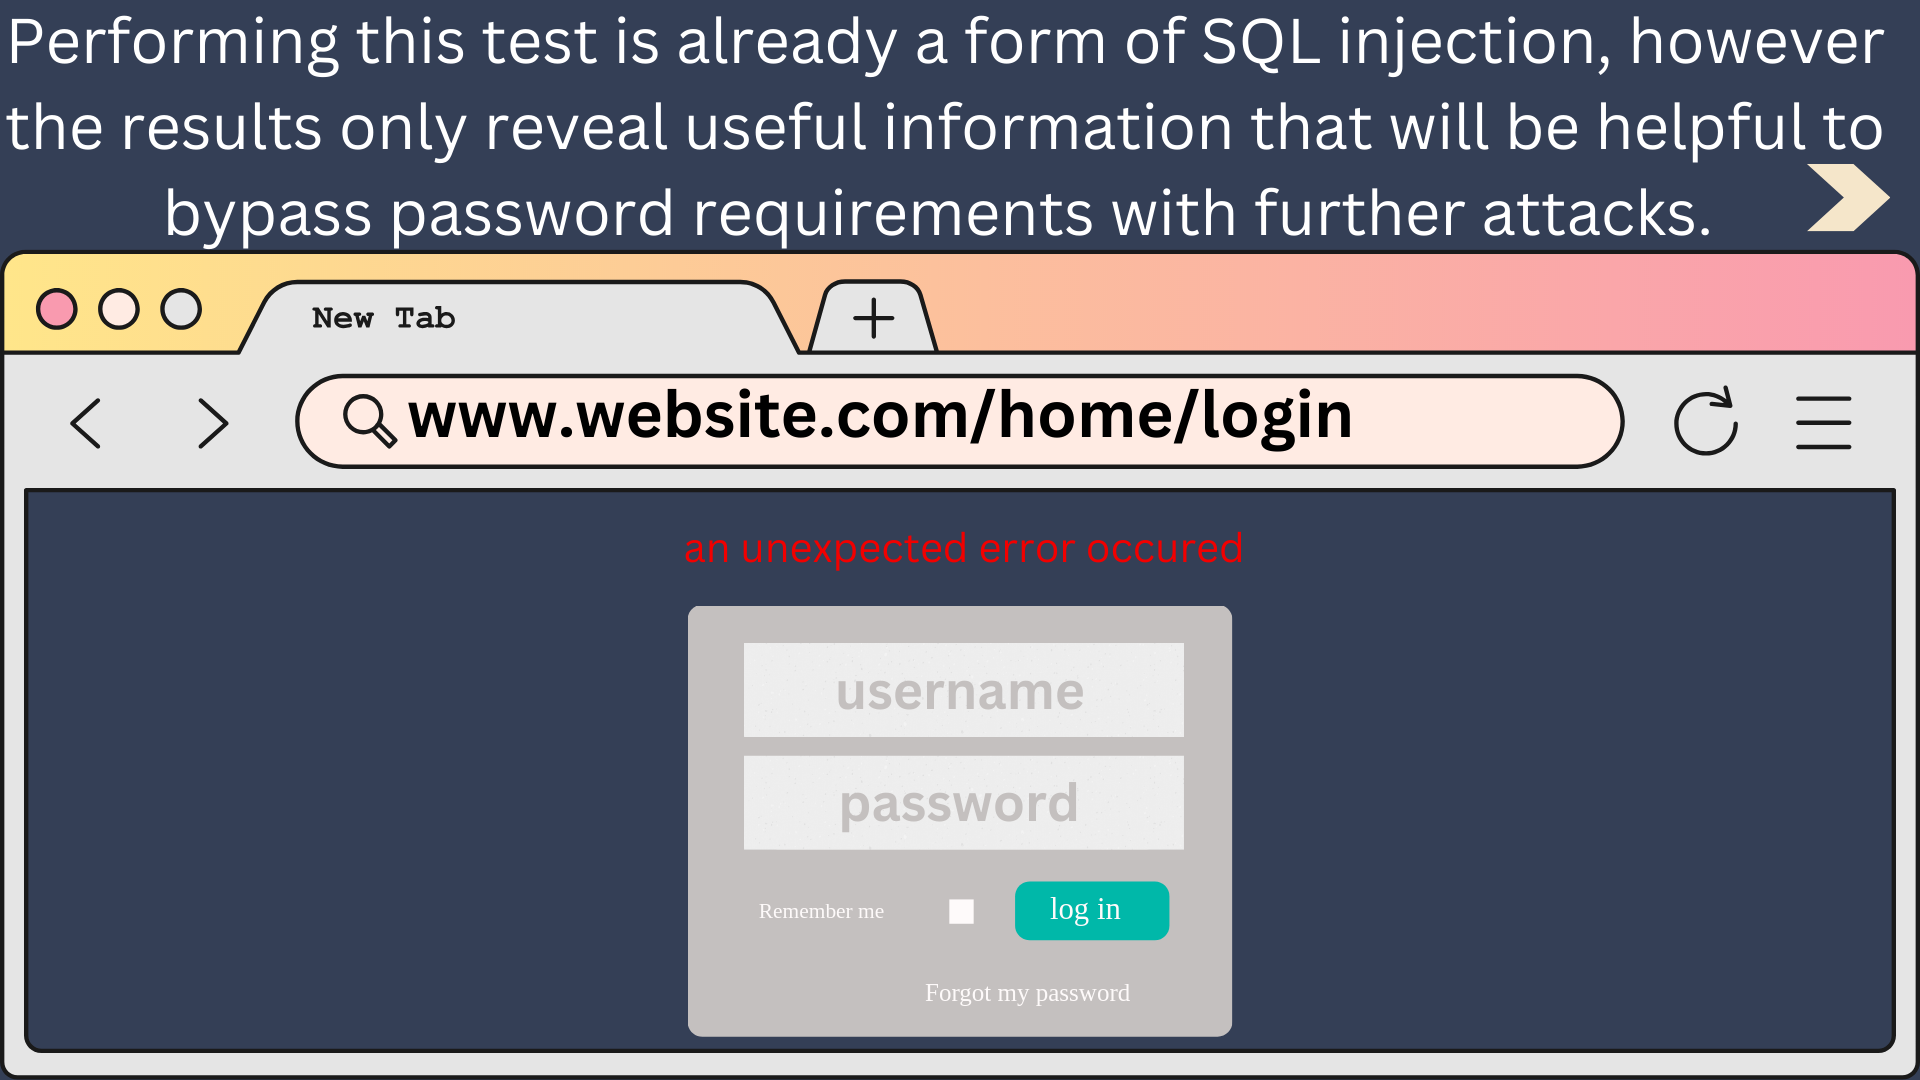 Performing this test is already a form of SQL injection, however
the results only reveal useful information that will be helpful to
bypass password requirements with further attacks.
New Tab
www.website.com/home/login
an unexpected error occured
username
password
Remember me
log in
Forgot my password